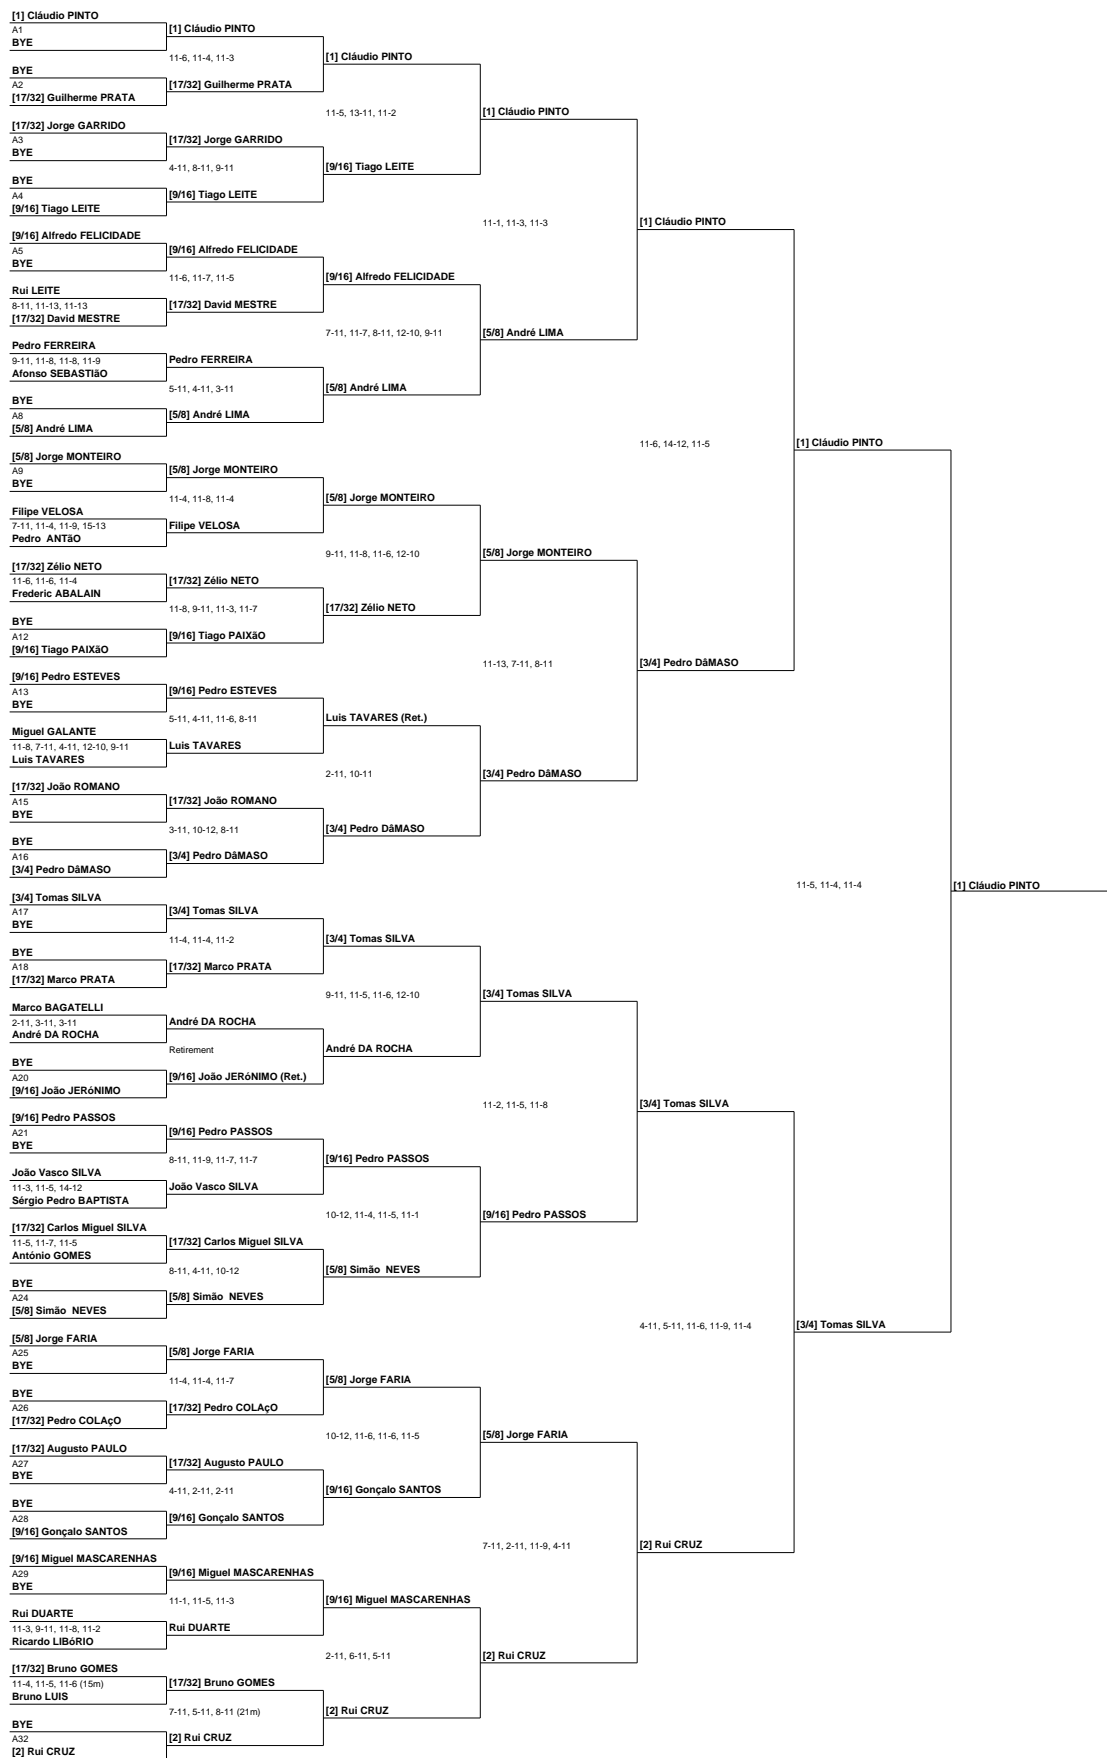 [1] Cláudio PINTO
A1
BYE
BYE
A2
[17/32] Guilherme PRATA
[17/32] Jorge GARRIDO
A3
BYE
BYE
A4
[9/16] Tiago LEITE
[9/16] Alfredo FELICIDADE
A5
BYE
Rui LEITE
8-11, 11-13, 11-13
[17/32] David MESTRE
Pedro FERREIRA
9-11, 11-8, 11-8, 11-9
Afonso SEBASTIãO
BYE
A8
[5/8] André LIMA
[5/8] Jorge MONTEIRO
A9
BYE
Filipe VELOSA
7-11, 11-4, 11-9, 15-13
Pedro  ANTãO
[17/32] Zélio NETO
11-6, 11-6, 11-4
Frederic ABALAIN
BYE
A12
[9/16] Tiago PAIXãO
[9/16] Pedro ESTEVES
A13
BYE
Miguel GALANTE
11-8, 7-11, 4-11, 12-10, 9-11
Luis TAVARES
[17/32] João ROMANO
A15
BYE
BYE
A16
[3/4] Pedro DâMASO
[3/4] Tomas SILVA
A17
BYE
BYE
A18
[17/32] Marco PRATA
Marco BAGATELLI
2-11, 3-11, 3-11
André DA ROCHA
BYE
A20
[9/16] João JERóNIMO
[9/16] Pedro PASSOS
A21
BYE
João Vasco SILVA
11-3, 11-5, 14-12
Sérgio Pedro BAPTISTA
[17/32] Carlos Miguel SILVA
11-5, 11-7, 11-5
António GOMES
BYE
A24
[5/8] Simão  NEVES
[5/8] Jorge FARIA
A25
BYE
BYE
A26
[17/32] Pedro COLAçO
[17/32] Augusto PAULO
A27
BYE
BYE
A28
[9/16] Gonçalo SANTOS
[9/16] Miguel MASCARENHAS
A29
BYE
Rui DUARTE
11-3, 9-11, 11-8, 11-2
Ricardo LIBóRIO
[17/32] Bruno GOMES
11-4, 11-5, 11-6 (15m)
Bruno LUIS
BYE
A32
[2] Rui CRUZ
[1] Cláudio PINTO
11-6, 11-4, 11-3
[17/32] Guilherme PRATA
[17/32] Jorge GARRIDO
4-11, 8-11, 9-11
[9/16] Tiago LEITE
[9/16] Alfredo FELICIDADE
11-6, 11-7, 11-5
[17/32] David MESTRE
Pedro FERREIRA
5-11, 4-11, 3-11
[5/8] André LIMA
[5/8] Jorge MONTEIRO
11-4, 11-8, 11-4
Filipe VELOSA
[17/32] Zélio NETO
11-8, 9-11, 11-3, 11-7
[9/16] Tiago PAIXãO
[9/16] Pedro ESTEVES
5-11, 4-11, 11-6, 8-11
Luis TAVARES
[17/32] João ROMANO
3-11, 10-12, 8-11
[3/4] Pedro DâMASO
[3/4] Tomas SILVA
11-4, 11-4, 11-2
[17/32] Marco PRATA
André DA ROCHA
Retirement
[9/16] João JERóNIMO (Ret.)
[9/16] Pedro PASSOS
8-11, 11-9, 11-7, 11-7
João Vasco SILVA
[17/32] Carlos Miguel SILVA
8-11, 4-11, 10-12
[5/8] Simão  NEVES
[5/8] Jorge FARIA
11-4, 11-4, 11-7
[17/32] Pedro COLAçO
[17/32] Augusto PAULO
4-11, 2-11, 2-11
[9/16] Gonçalo SANTOS
[9/16] Miguel MASCARENHAS
11-1, 11-5, 11-3
Rui DUARTE
[17/32] Bruno GOMES
7-11, 5-11, 8-11 (21m)
[2] Rui CRUZ
[1] Cláudio PINTO
11-5, 13-11, 11-2
[9/16] Tiago LEITE
[9/16] Alfredo FELICIDADE
7-11, 11-7, 8-11, 12-10, 9-11
[5/8] André LIMA
[5/8] Jorge MONTEIRO
9-11, 11-8, 11-6, 12-10
[17/32] Zélio NETO
Luis TAVARES (Ret.)
2-11, 10-11
[3/4] Pedro DâMASO
[3/4] Tomas SILVA
9-11, 11-5, 11-6, 12-10
André DA ROCHA
[9/16] Pedro PASSOS
10-12, 11-4, 11-5, 11-1
[5/8] Simão  NEVES
[5/8] Jorge FARIA
10-12, 11-6, 11-6, 11-5
[9/16] Gonçalo SANTOS
[9/16] Miguel MASCARENHAS
2-11, 6-11, 5-11
[2] Rui CRUZ
[1] Cláudio PINTO
11-1, 11-3, 11-3
[5/8] André LIMA
[5/8] Jorge MONTEIRO
11-13, 7-11, 8-11
[3/4] Pedro DâMASO
[3/4] Tomas SILVA
11-2, 11-5, 11-8
[9/16] Pedro PASSOS
[5/8] Jorge FARIA
7-11, 2-11, 11-9, 4-11
[2] Rui CRUZ
[1] Cláudio PINTO
11-6, 14-12, 11-5
[3/4] Pedro DâMASO
[3/4] Tomas SILVA
4-11, 5-11, 11-6, 11-9, 11-4
[2] Rui CRUZ
[1] Cláudio PINTO
11-5, 11-4, 11-4
[3/4] Tomas SILVA
[1] Cláudio PINTO